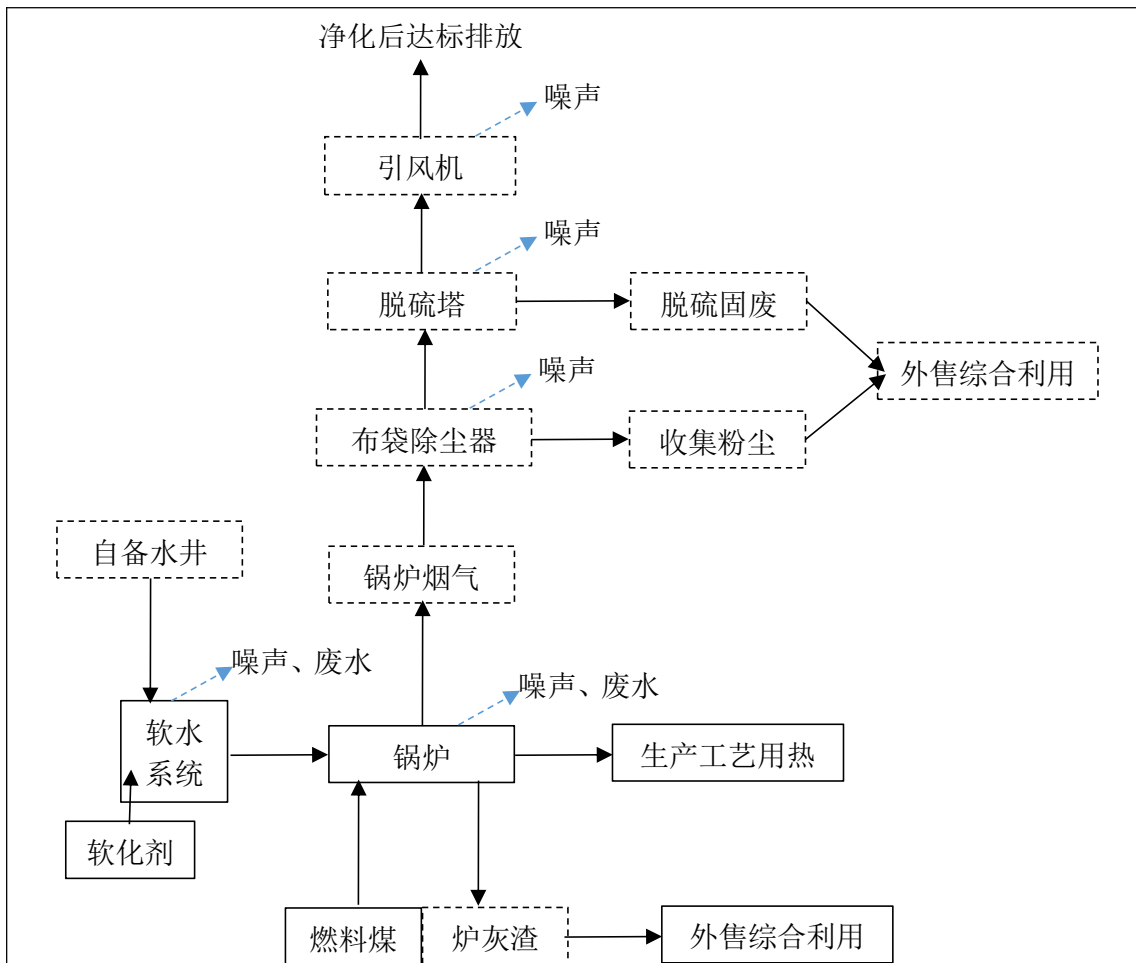 净化后达标排放
噪声
引风机
噪声
脱硫塔
脱硫固废
噪声
外售综合利用
布袋除尘器
收集粉尘
自备水井
锅炉烟气
噪声、废水
噪声、废水
软水
系统
锅炉
生产工艺用热
软化剂
燃料煤
炉灰渣
外售综合利用